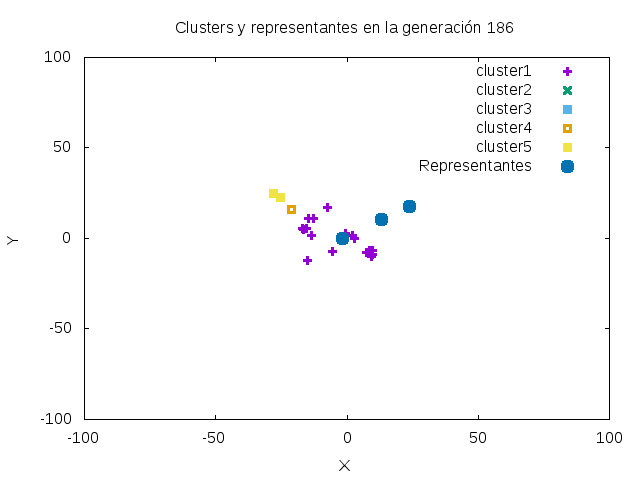 Clusters y representantes en la generación 186
100
50
0
-50
-100
-100 -50 0 50 100
Y
X
cluster1
cluster2
cluster3
cluster4
cluster5
Representantes